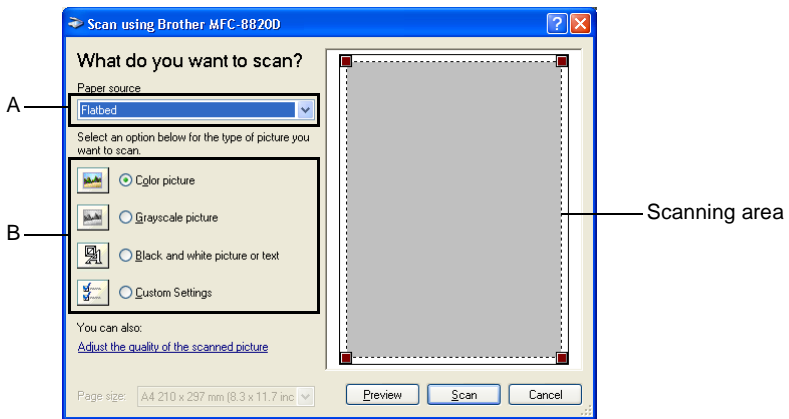 Scan using Brother MFC-8820D
What do you want to scan?
Paper source
A
Flatbed
Select an option below for the type of picture you
want to scan.
B
Color picture
Grayscale picture
Black and white picture or text
Custom Settings
Scanning area
You can also:
Adjust the quality of the scanned picture
Page size:
A4 210 x 297 mm (8.3 x 11.7 inc
Preview
Scan
Cancel